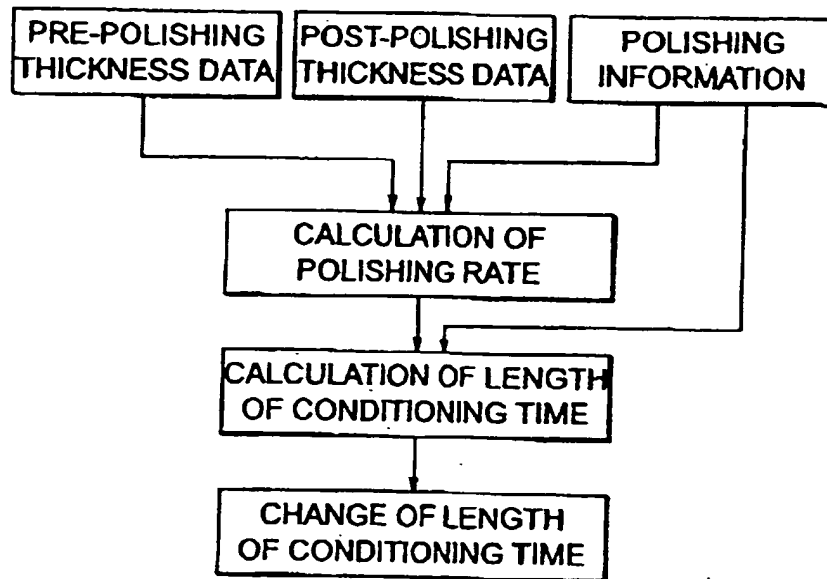 PRE-POLISHING
THICKNESS DATA
POST-POLISHING
THICKNESS DATA
POLISHING
INFORMATION
CALCULATION OF
POLISHING RATE
CALCULATION OF LENGTH
OF CONDITIONING TIME
CHANGE OF LENGTH
OF CONDITIONING TIME